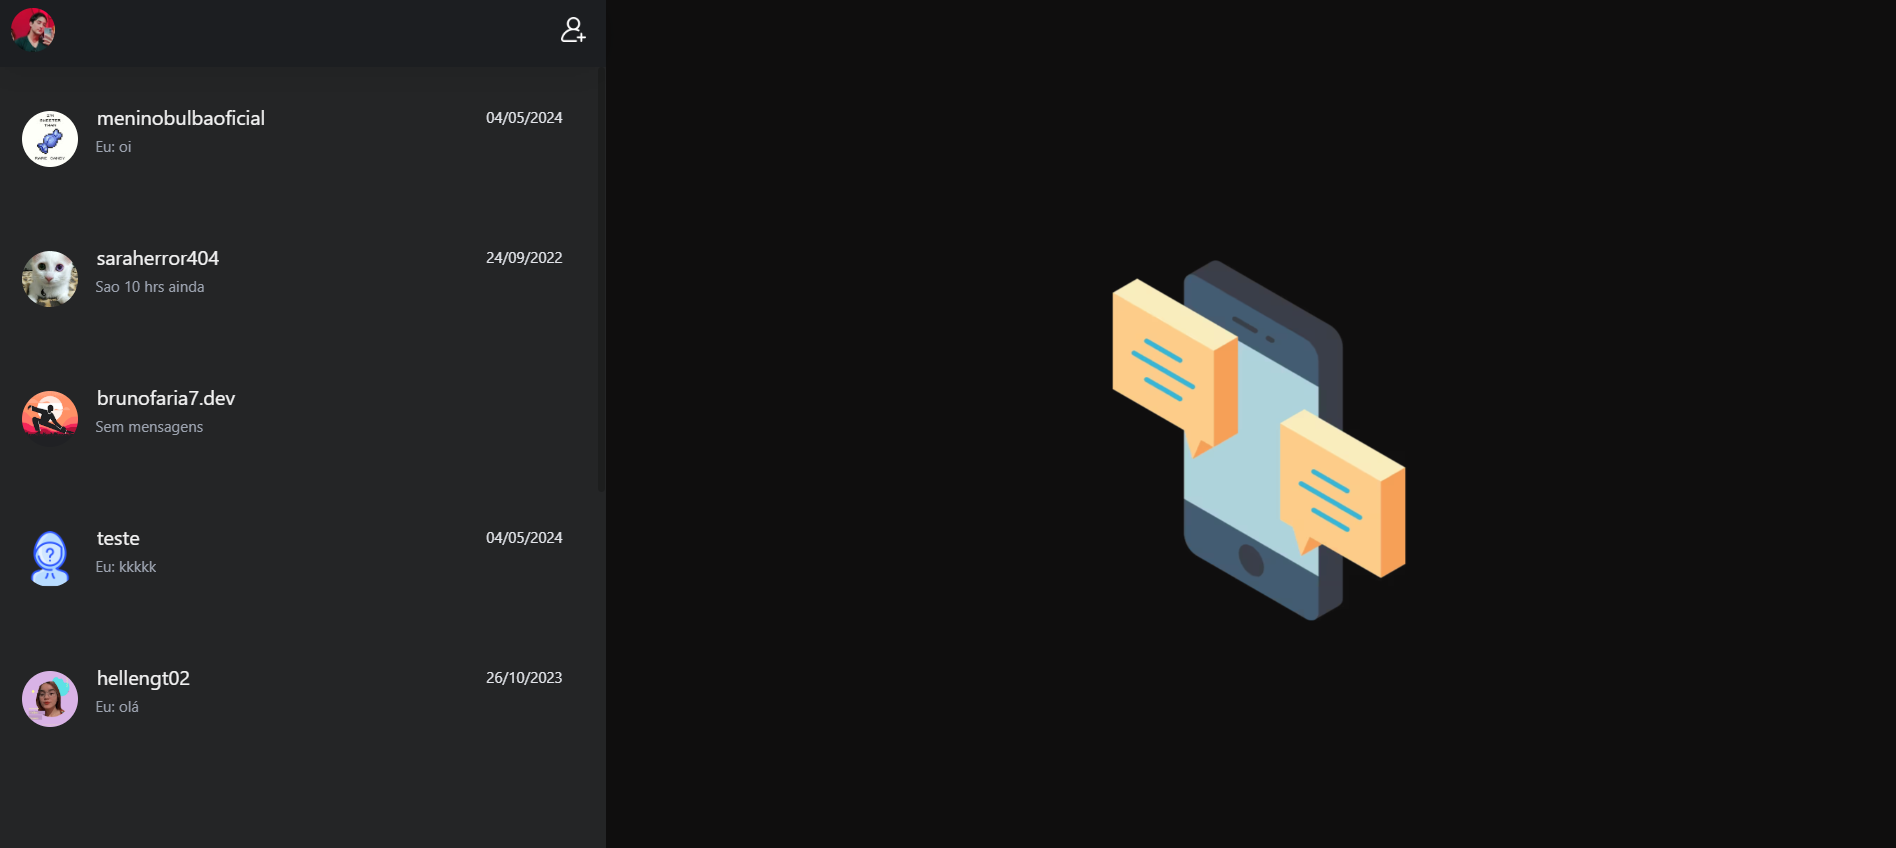 meninobulbaoficial
04/05/2024
Eu: oi
saraherror404
24/09/2022
Sao 10 hrs ainda
brunofaria7.dev
Sem mensagens
teste
04/05/2024
Eu: kkkkk
hellengt02
26/10/2023
Eu: olá